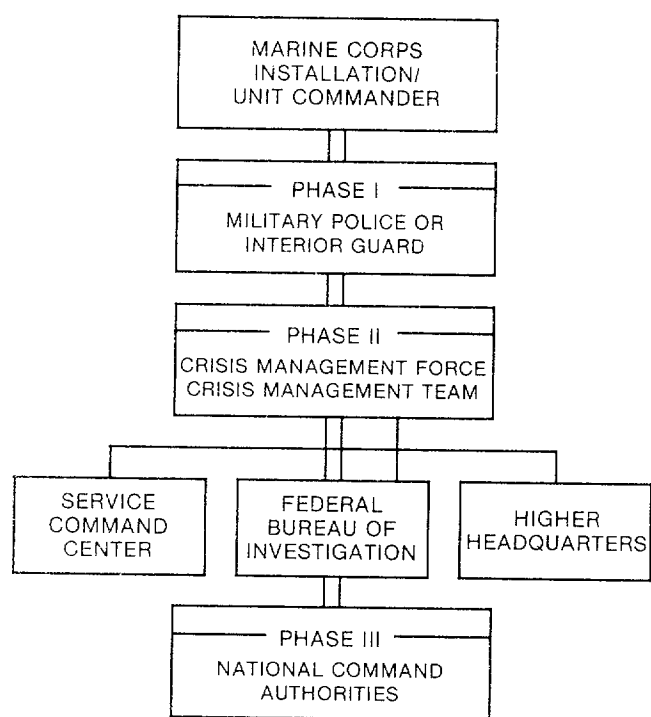 MARINE CORPS
INSTALLATION/
UNIT COMMANDER
PHASE I
MILITARY POLICE OR
INTERIOR GUARD
PHASE II
CRISIS MANAGEMENT FORCE
CRISIS MANAGEMENT TEAM
SERVICE
COMMAND
CENTER
FEDERAL
BUREAU OF
INVESTIGATION
HIGHER
HEADQUARTERS
PHASE III
NATIONAL COMMAND
AUTHORITIES